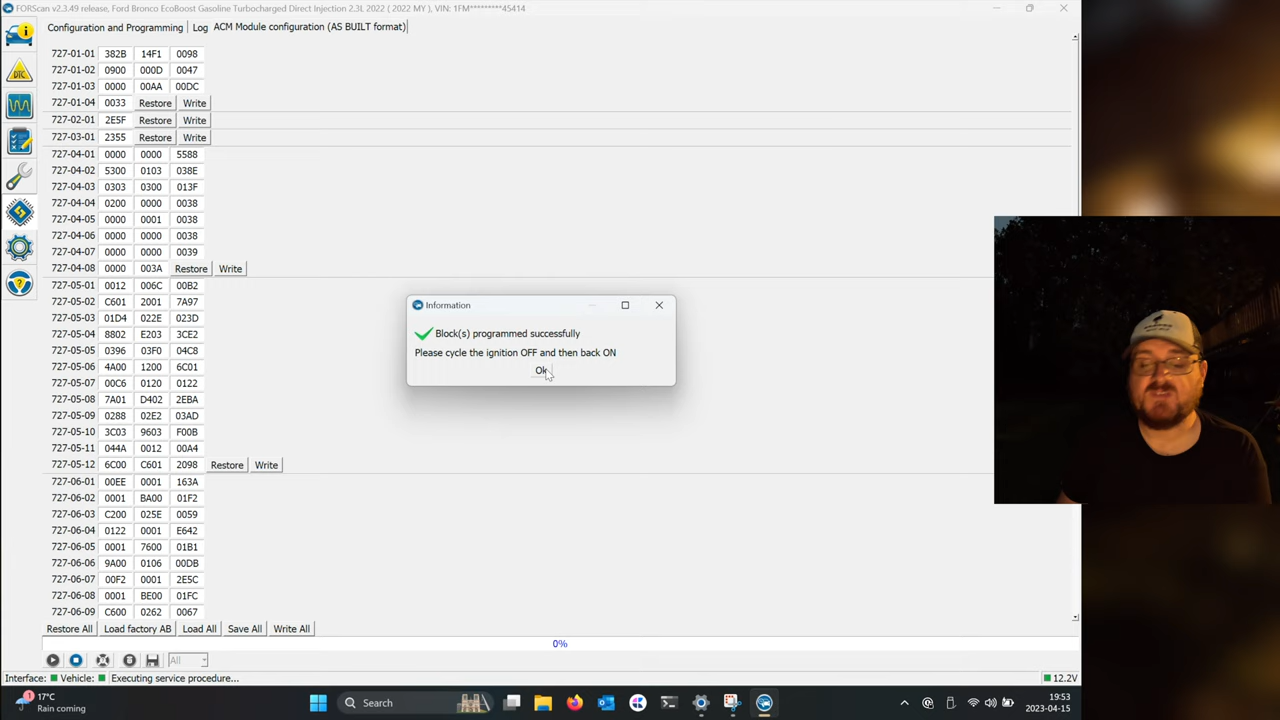 FORScan v2.3.49 release, Ford Bronco EcoBoost Gasoline Turbocharged Direct Injection 2.3L 2022 ( 2022 MY ), VIN: 1FM********45414
Configuration and Programming Log ACM Module configuration (AS BUILT format)
727-01-01 382B 14F1 0098
727-01-02 0900 000D 0047
727-01-03 0000 00AA 00DC
727-01-04 0033 Restore Write
727-02-01 2E5F Restore Write
727-03-01 2355 Restore Write
727-04-01 0000 0000 5588
727-04-02 5300 0103 038E
727-04-03 0303 0300 013F
727-04-04 0200 0000 0038
727-04-05 0000 0001 0038
727-04-06 0000 0000 0038
727-04-07 0000 0000 0039
727-04-08 0000 003A Restore Write
727-05-01 0012 006C 00B2
727-05-02 C601 2001 7A97
727-05-03 01D4 022E 023D
727-05-04 8802 E203 3CE2
727-05-05 0396 03F0 04C8
727-05-06 4A00 1200 6C01
727-05-07 00C6 0120 0122
727-05-08 7A01 D402 2EBA
727-05-09 0288 02E2 03AD
727-05-10 3C03 9603 F00B
727-05-11 044A 0012 00A4
727-05-12 6C00 C601 2098 Restore Write
727-06-01 00EE 0001 163A
727-06-02 0001 BA00 01F2
727-06-03 C200 025E 0059
727-06-04 0122 0001 E642
727-06-05 0001 7600 01B1
727-06-06 9A00 0106 00DB
727-06-07 00F2 0001 2E5C
727-06-08 0001 BE00 01FC
727-06-09 C600 0262 0067
Information
Block(s) programmed successfully
Please cycle the ignition OFF and then back ON
Ok
Restore All Load factory AB Load All Save All Write All
0%
All
Interface: Vehicle: Executing service procedure... 12.2V
DTC
1 17°C
Rain coming
Search
19:53
2023-04-15